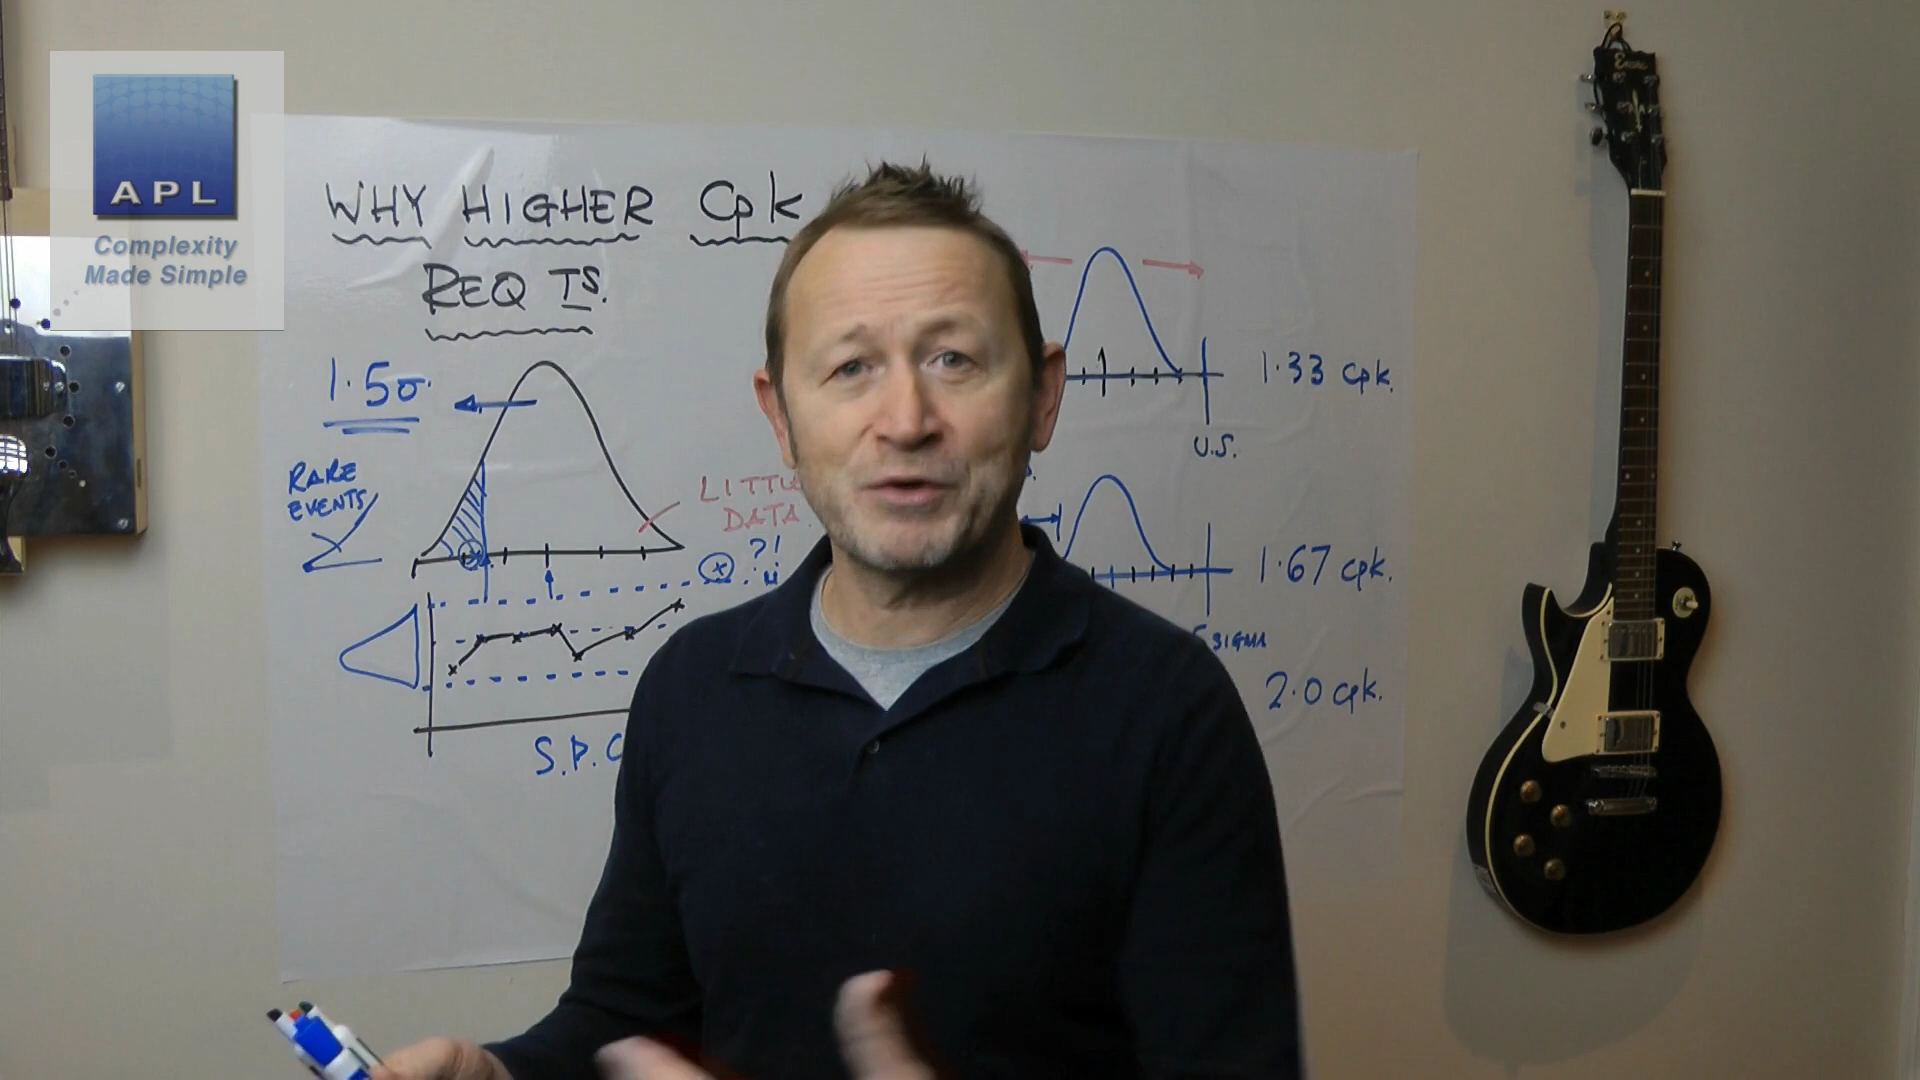 APL
Complexity
Made Simple
WHY HIGHER Cpk
REQ TS.
1.5σ
RARE
EVENTS
LITTLE
DATA
?!
S.P.C
1.33 Cpk.
U.S.
1.67 Cpk.
SIGMA
2.0 Cpk.